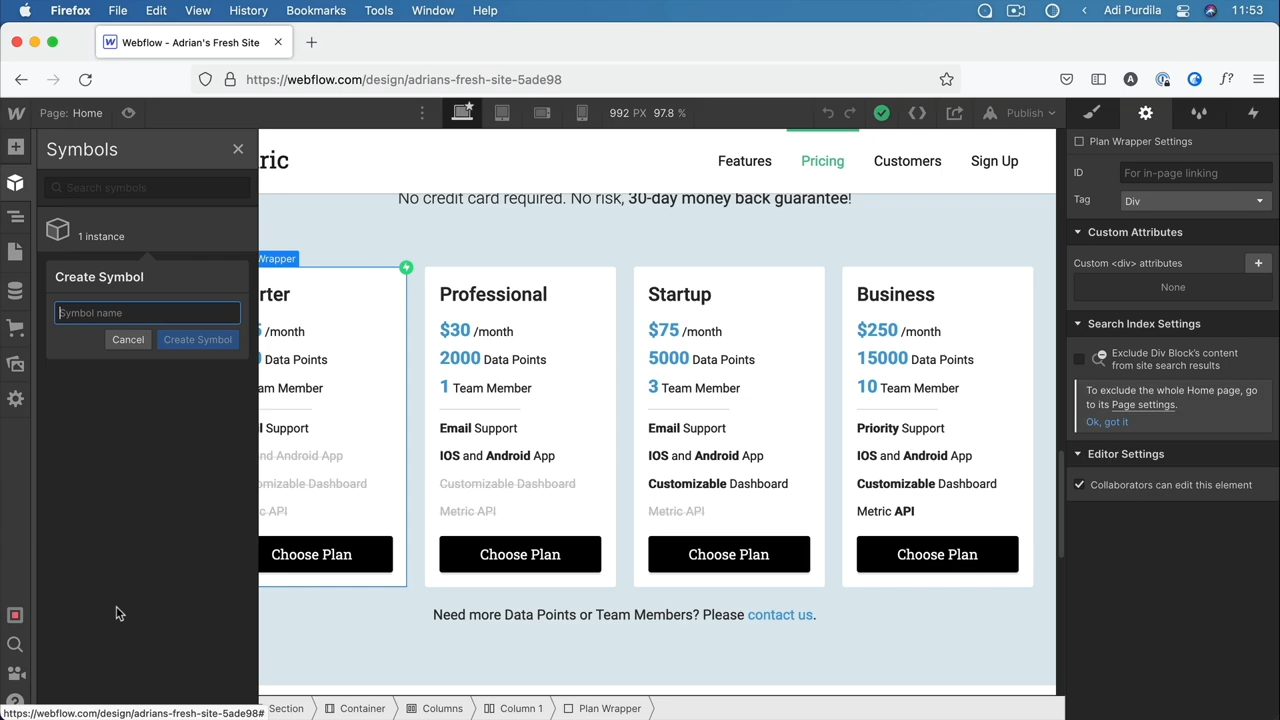 Firefox File Edit View History Bookmarks Tools Window Help Adi Purdila 11:53
W Webflow - Adrian's Fresh Site
https://webflow.com/design/adrians-fresh-site-5ade98
Page: Home 992 PX 97.8 % Publish
Symbols
Search symbols
1 instance
Create Symbol
Symbol name
Cancel Create Symbol
ric Features Pricing Customers Sign Up
No credit card required. No risk, 30-day money back guarantee!
Wrapper
rter
/month
Data Points
am Member
l Support
and Android App
omizable Dashboard
c API
Choose Plan
Professional
$30 /month
2000 Data Points
1 Team Member
Email Support
IOS and Android App
Customizable Dashboard
Metric API
Choose Plan
Startup
$75 /month
5000 Data Points
3 Team Member
Email Support
IOS and Android App
Customizable Dashboard
Metric API
Choose Plan
Business
$250 /month
15000 Data Points
10 Team Member
Priority Support
IOS and Android App
Customizable Dashboard
Metric API
Choose Plan
Need more Data Points or Team Members? Please contact us.
Plan Wrapper Settings
ID For in-page linking
Tag Div
Custom Attributes
Custom <div> attributes +
None
Search Index Settings
Exclude Div Block's content
from site search results
To exclude the whole Home page, go
to its Page settings.
Ok, got it
Editor Settings
Collaborators can edit this element
https://webflow.com/design/adrians-fresh-site-5ade98# Section Container Columns Column 1 Plan Wrapper